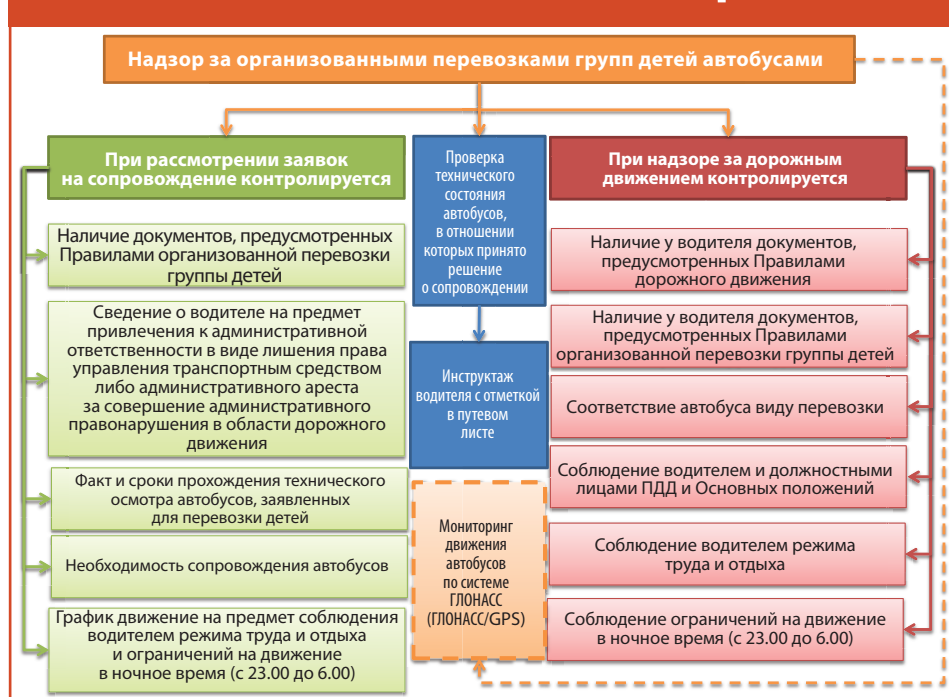 Надзор за организованными перевозками групп детей автобусами
При рассмотрении заявок
на сопровождение контролируется
Наличие документов, предусмотренных
Правилами организованной перевозки
группы детей
Сведение о водителе на предмет
привлечения к административной
ответственности в виде лишения права
управления транспортным средством
либо административного ареста
за совершение административного
правонарушения в области дорожного
движения
Факт и сроки прохождения технического
осмотра автобусов, заявленных
для перевозки детей
Необходимость сопровождения автобусов
График движение на предмет соблюдения
водителем режима труда и отдыха
и ограничений на движение
в ночное время (с 23.00 до 6.00)
Проверка
технического
состояния
автобусов,
в отношении
которых принято
решение
о сопровождении
Инструктаж
водителя с отметкой
в путевом
листе
Мониторинг
движения
автобусов
по системе
ГЛОНАСС
(ГЛОНАСС/GPS)
При надзоре за дорожным
движением контролируется
Наличие у водителя документов,
предусмотренных Правилами
дорожного движения
Наличие у водителя документов,
предусмотренных Правилами
организованной перевозки группы детей
Соответствие автобуса виду перевозки
Соблюдение водителем и должностными
лицами ПДД и Основных положений
Соблюдение водителем режима
труда и отдыха
Соблюдение ограничений на движение
в ночное время (с 23.00 до 6.00)